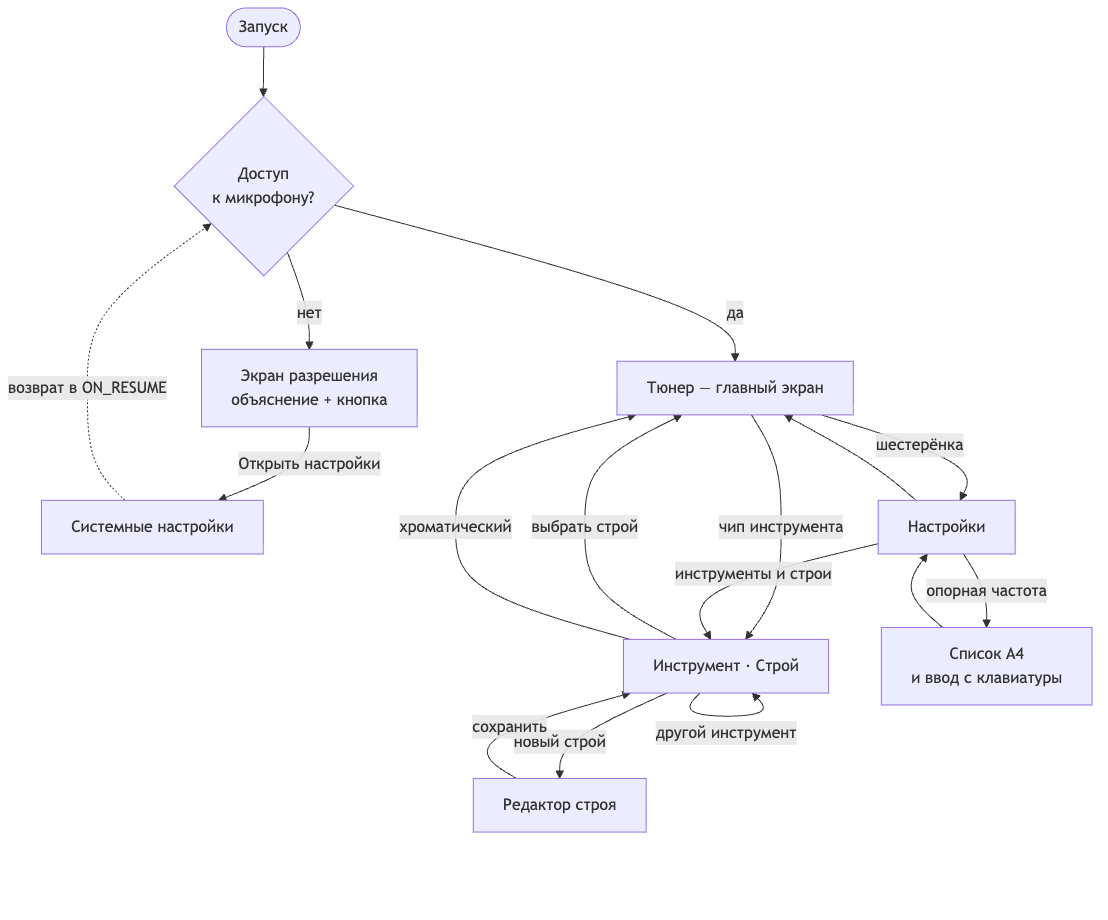 Запуск
Доступ
к микрофону?
нет
да
Экран разрешения
объяснение + кнопка
Тюнер — главный экран
возврат в ON_RESUME
Открыть настройки
шестерёнка
Системные настройки
хроматический
выбрать строй
чип инструмента
Настройки
инструменты и строи
опорная частота
Инструмент · Строй
Список A4
и ввод с клавиатуры
сохранить
новый строй
другой инструмент
Редактор строя